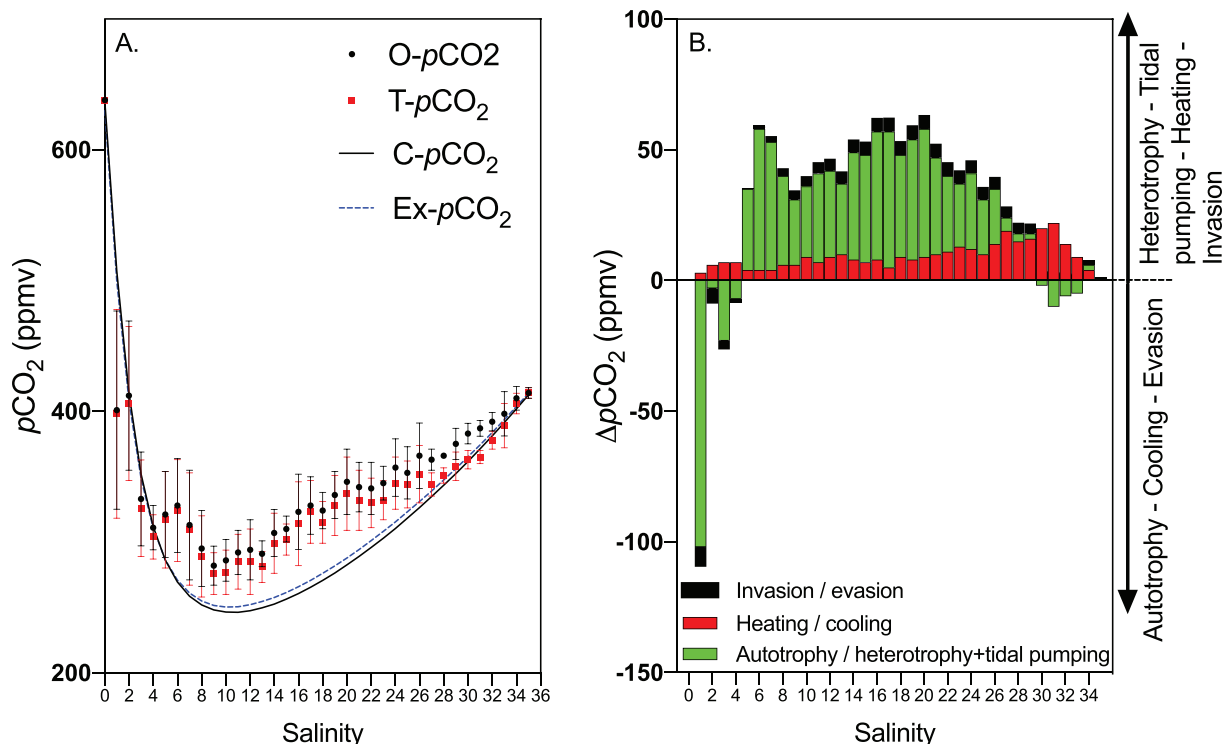 A.
O-pCO2
T-pCO2
C-pCO2
Ex-pCO2
600
400
200
pCO2 (ppmv)
0 2 4 6 8 10 12 14 16 18 20 22 24 26 28 30 32 34 36
Salinity
B.
100
50
0
-50
-100
-150
ΔpCO2 (ppmv)
Invasion / evasion
Heating / cooling
Autotrophy / heterotrophy+tidal pumping
0 2 4 6 8 10 12 14 16 18 20 22 24 26 28 30 32 34
Salinity
Heterotrophy - Tidal
pumping - Heating -
Invasion
Autotrophy - Cooling - Evasion